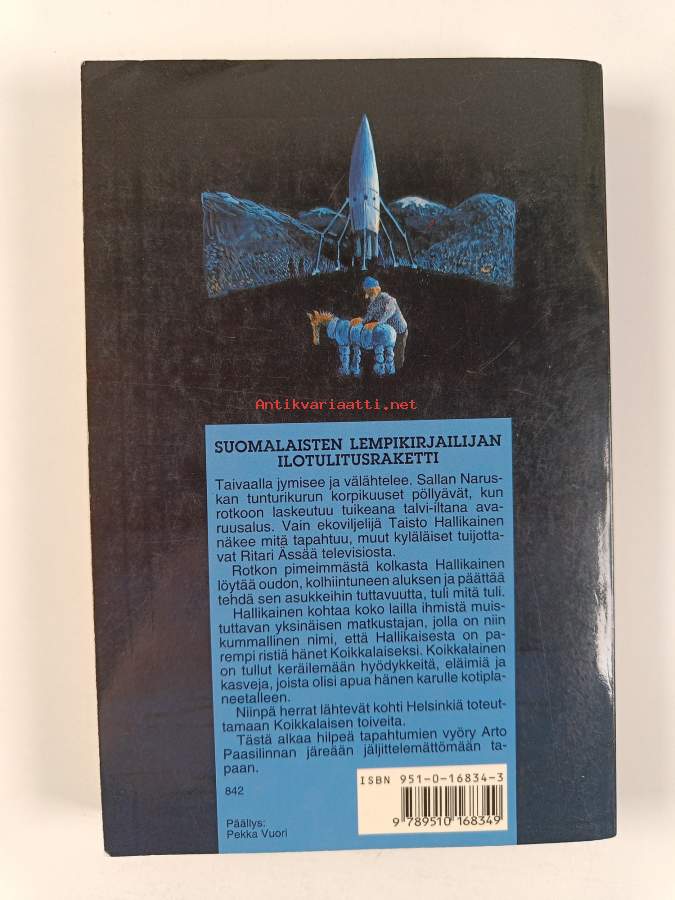 Antikvariaatti.net
SUOMALAISTEN LEMPIKIRJAILIJAN
ILOTULITUSRAKETTI
Taivaalla jymisee ja välähtelee. Sallan Narus-
kan tunturikurun korpikuuset pöllyävät, kun
rotkoon laskeutuu tuikeana talvi-iltana ava-
ruusalus. Vain ekoviljelijä Taisto Hallikainen
näkee mitä tapahtuu, muut kyläläiset tuijotta-
vat Ritari Ässää televisiosta.
Rotkon pimeimmästä kolkasta Hallikainen
löytää oudon, kolhiintuneen aluksen ja päättää
tehdä sen asukkeihin tuttavuutta, tuli mitä tuli.
Hallikainen kohtaa koko lailla ihmistä muis-
tuttavan yksinäisen matkustajan, jolla on niin
kummallinen nimi, että Hallikaisesta on pa-
rempi ristiä hänet Koikkalaiseksi. Koikkalainen
on tullut keräilemään hyödykkeitä, eläimiä ja
kasveja, joista olisi apua hänen karulle kotipla-
neetalleen.
Niinpä herrat lähtevät kohti Helsinkiä toteut-
tamaan Koikkalaisen toiveita.
Tästä alkaa hilpeä tapahtumien vyöry Arto
Paasilinnan järeään jäljittelemättömään ta-
paan.
842
ISBN 951-0-16834-3
9 789510 168349
Päällys:
Pekka Vuori